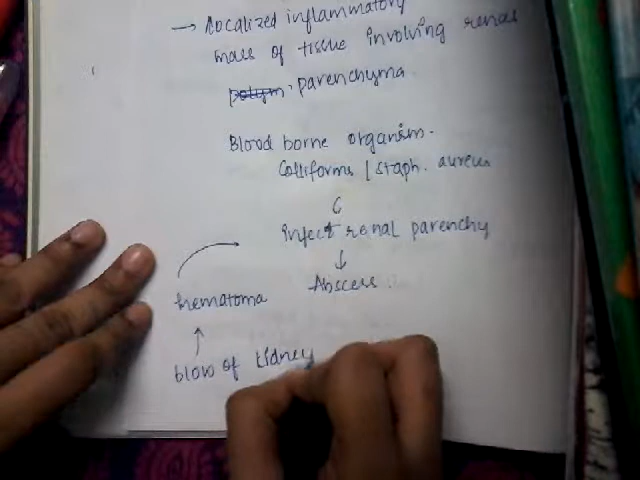 → Localized inflammatory
mass of tissue involving renal
parenchyma
Blood borne organism.
Colliforms / Staph. aureus
infect renal parenchy
↓
Abscess
hematoma
↑
blow of kidney